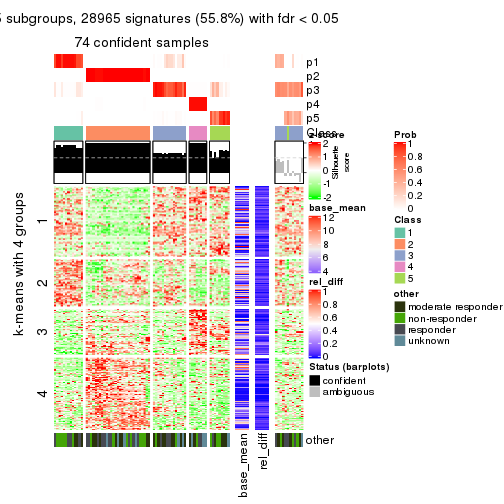 5 subgroups, 28965 signatures (55.8%) with fdr < 0.05
74 confident samples
p1
p2
p3
p4
p5
Class
z-score
2
1
0
-1
-2
Silhouette
score
base_mean
12
10
8
6
4
rel_diff
1
0.8
0.6
0.4
0.2
0
Status (barplots)
confident
ambiguous
Prob
1
0.8
0.6
0.4
0.2
0
Class
1
2
3
4
5
other
moderate responder
non-responder
responder
unknown
k-means with 4 groups
1
2
3
4
other
base_mean
rel_diff